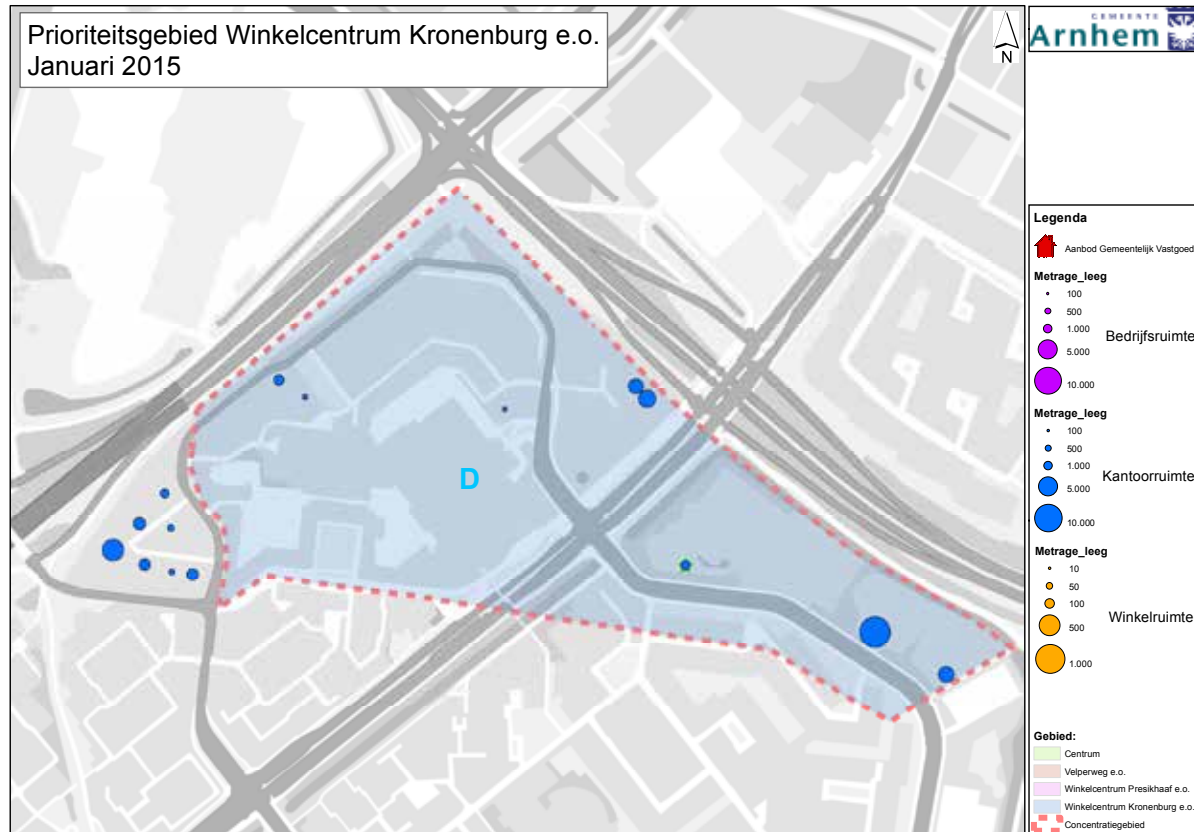 Prioriteitsgebied Winkelcentrum Kronenburg e.o.
Januari 2015
N
GEMEENTE
Arnhem
D
Legenda
Aanbod Gemeentelijk Vastgoed
Metrage_leeg
100
500
1.000
Bedrijfsruimte
5.000
10.000
Metrage_leeg
100
500
1.000
Kantoorruimte
5.000
10.000
Metrage_leeg
10
50
100
Winkelruimte
500
1.000
Gebied:
Centrum
Velperweg e.o.
Winkelcentrum Presikhaaf e.o.
Winkelcentrum Kronenburg e.o.
Concentratiegebied